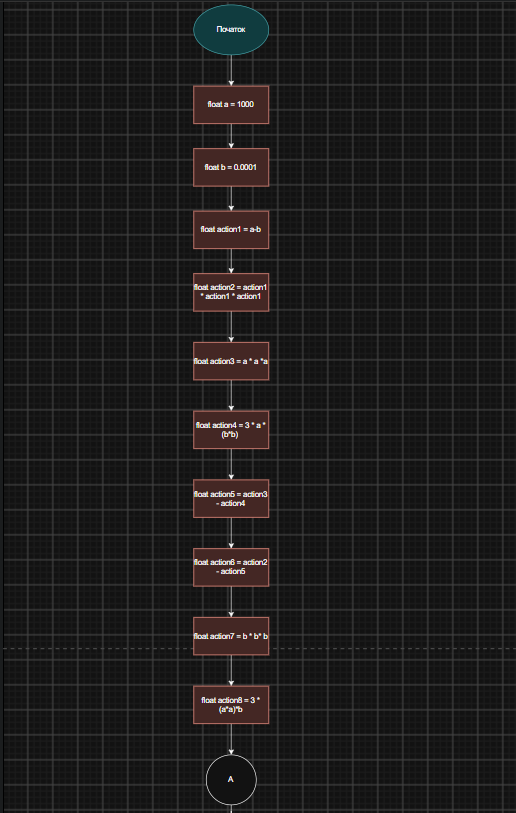 Початок
float a = 1000
float b = 0.0001
float action1 = a-b
float action2 = action1
* action1 * action1
float action3 = a * a *a
float action4 = 3 * a *
(b*b)
float action5 = action3
- action4
float action6 = action2
- action5
float action7 = b * b* b
float action8 = 3 *
(a*a)*b
A